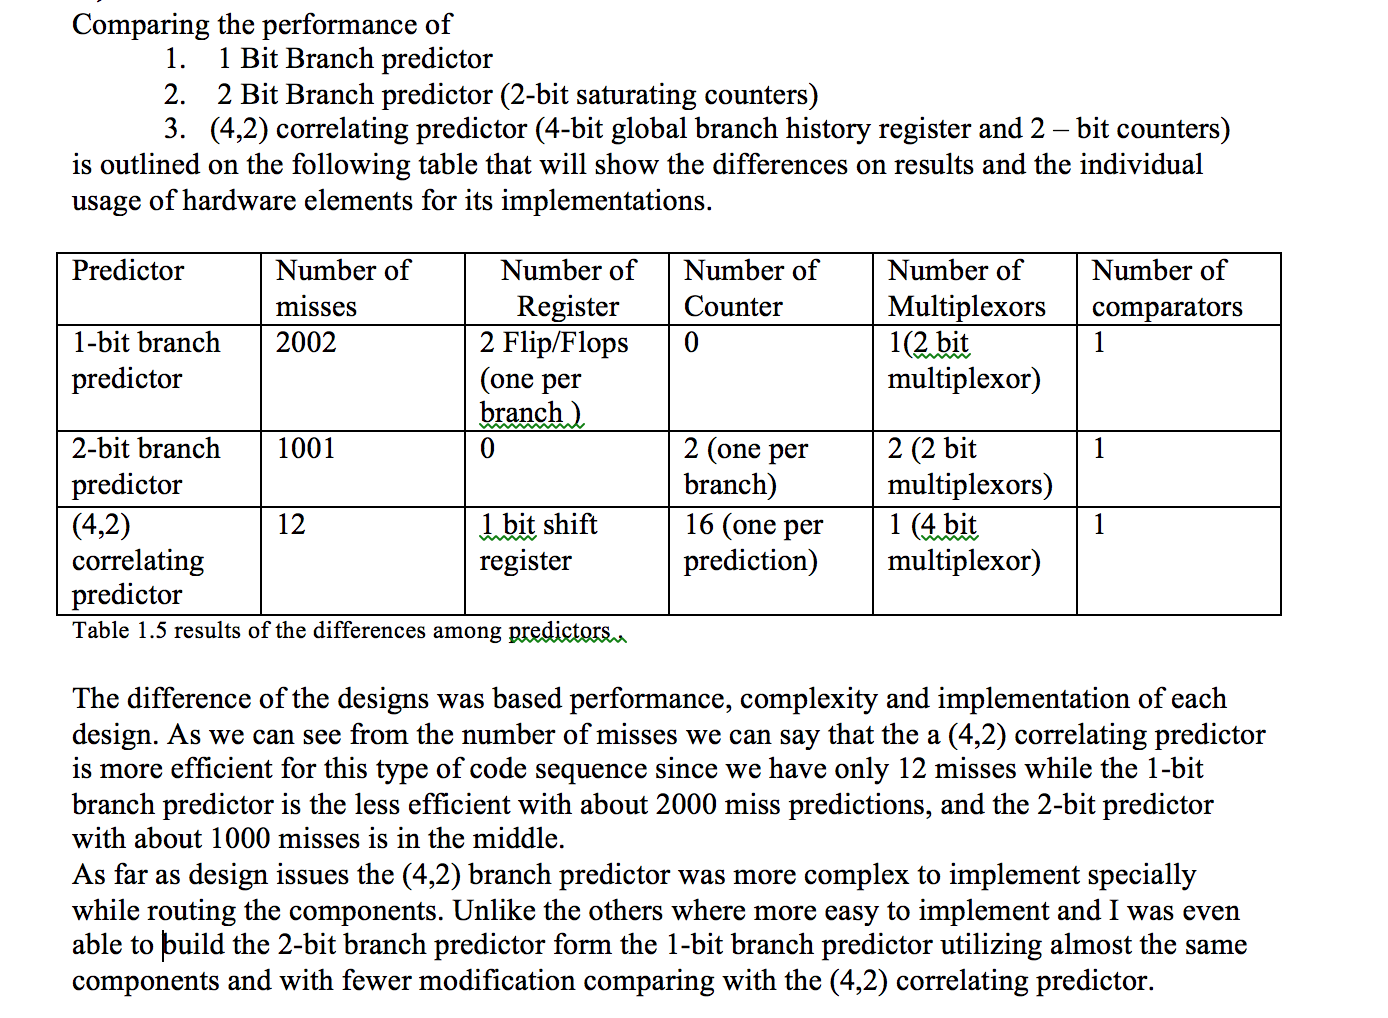 Comparing the performance of
1. 1 Bit Branch predictor
2. 2 Bit Branch predictor (2-bit saturating counters)
3. (4,2) correlating predictor (4-bit global branch history register and 2 – bit counters)
is outlined on the following table that will show the differences on results and the individual
usage of hardware elements for its implementations.
Predictor
Number of
misses
Number of
Register
Number of
Counter
Number of
Multiplexors
Number of
comparators
1-bit branch
predictor
2002
2 Flip/Flops
(one per
branch )
0
1(2 bit
multiplexor)
1
2-bit branch
predictor
1001
0
2 (one per
branch)
2 (2 bit
multiplexors)
1
(4,2)
correlating
predictor
12
1 bit shift
register
16 (one per
prediction)
1 (4 bit
multiplexor)
1
Table 1.5 results of the differences among predictors..
The difference of the designs was based performance, complexity and implementation of each
design. As we can see from the number of misses we can say that the a (4,2) correlating predictor
is more efficient for this type of code sequence since we have only 12 misses while the 1-bit
branch predictor is the less efficient with about 2000 miss predictions, and the 2-bit predictor
with about 1000 misses is in the middle.
As far as design issues the (4,2) branch predictor was more complex to implement specially
while routing the components. Unlike the others where more easy to implement and I was even
able to build the 2-bit branch predictor form the 1-bit branch predictor utilizing almost the same
components and with fewer modification comparing with the (4,2) correlating predictor.